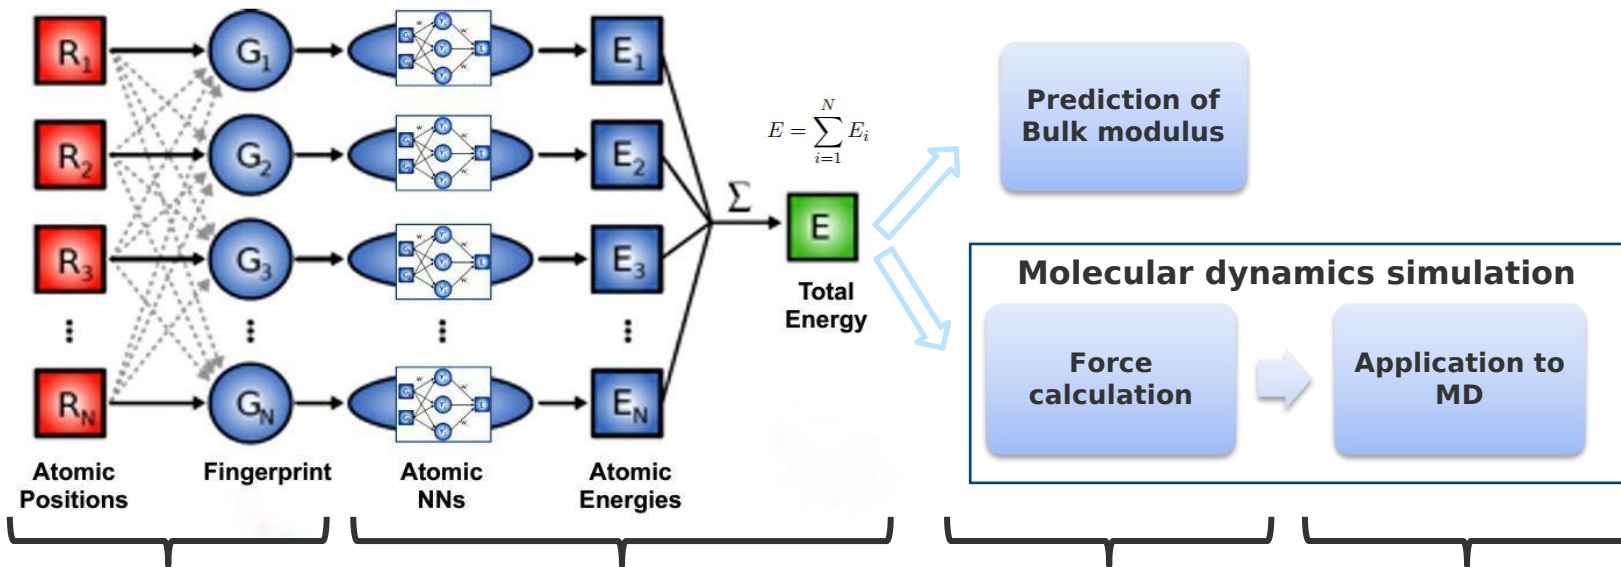 R1 G1 E1
R2 G2 E2
R3 G3 E3
RN GN EN
E = \sum_{i=1}^{N} E_i
Σ
E
Total
Energy
Atomic
Positions
Fingerprint
Atomic
NNs
Atomic
Energies
Prediction of
Bulk modulus
Molecular dynamics simulation
Force
calculation
Application to
MD